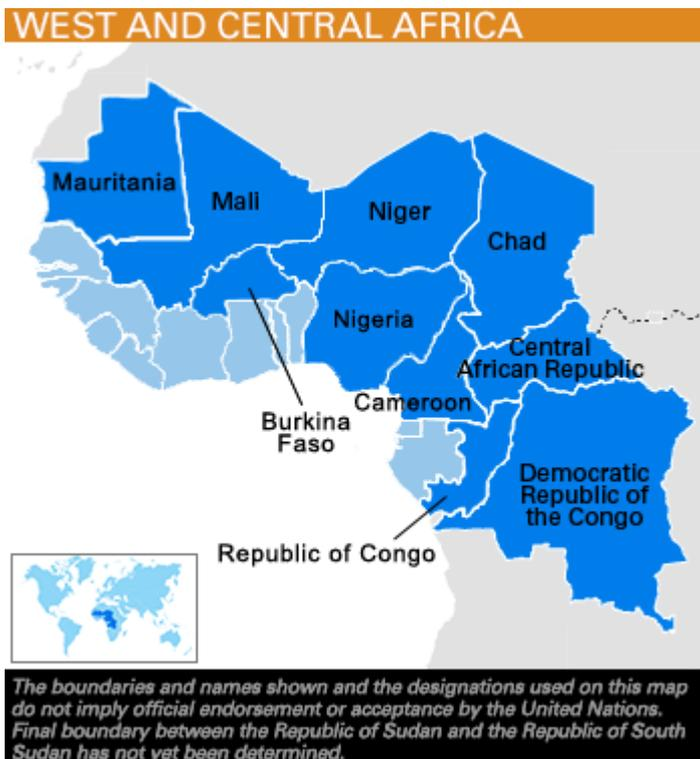 WEST AND CENTRAL AFRICA
Mauritania
Mali
Niger
Chad
Nigeria
Central
African Republic
Cameroon
Burkina
Faso
Democratic
Republic of
the Congo
Republic of Congo
The boundaries and names shown and the designations used on this map
do not imply official endorsement or acceptance by the United Nations.
Final boundary between the Republic of Sudan and the Republic of South
Sudan has not yet been determined.